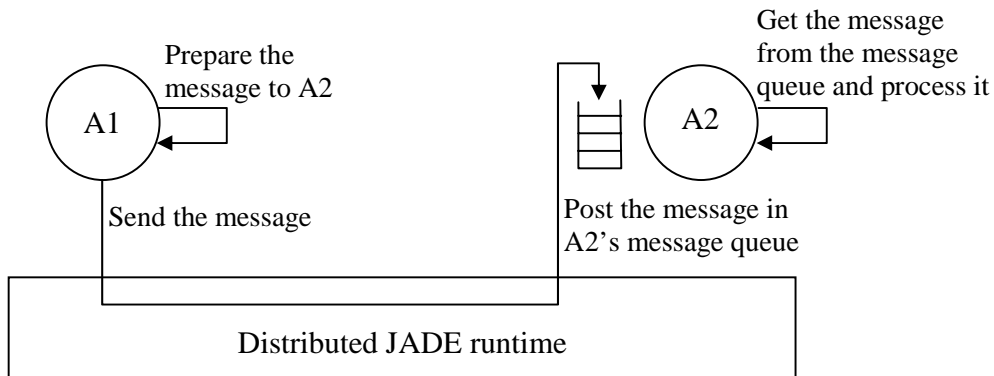 Prepare the
message to A2
A1
Send the message
Get the message
from the message
queue and process it
A2
Post the message in
A2’s message queue
Distributed JADE runtime